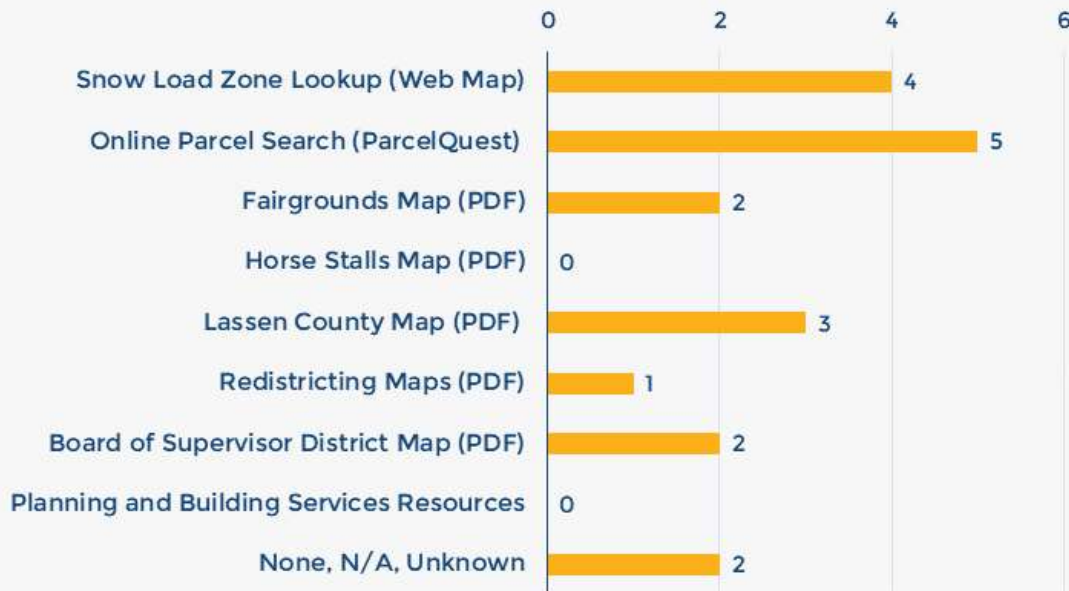 0 2 4 6
Snow Load Zone Lookup (Web Map) 4
Online Parcel Search (ParcelQuest) 5
Fairgrounds Map (PDF) 2
Horse Stalls Map (PDF) 0
Lassen County Map (PDF) 3
Redistricting Maps (PDF) 1
Board of Supervisor District Map (PDF) 2
Planning and Building Services Resources 0
None, N/A, Unknown 2